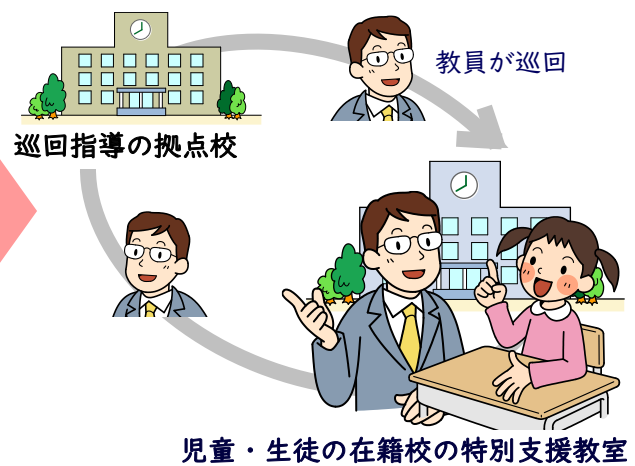 教員が巡回
巡回指導の拠点校
児童・生徒の在籍校の特別支援教室